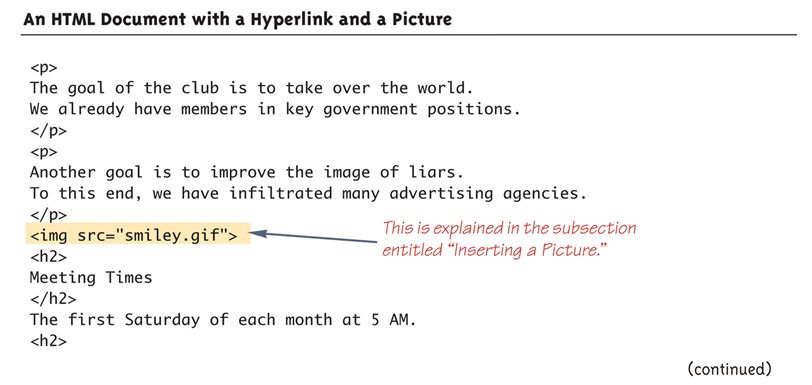 An HTML Document with a Hyperlink and a Picture
<p>
The goal of the club is to take over the world.
We already have members in key government positions.
</p>
<p>
Another goal is to improve the image of liars.
To this end, we have infiltrated many advertising agencies.
</p>
<img src="smiley.gif">
This is explained in the subsection
entitled “Inserting a Picture.”
<h2>
Meeting Times
</h2>
The first Saturday of each month at 5 AM.
<h2>
(continued)